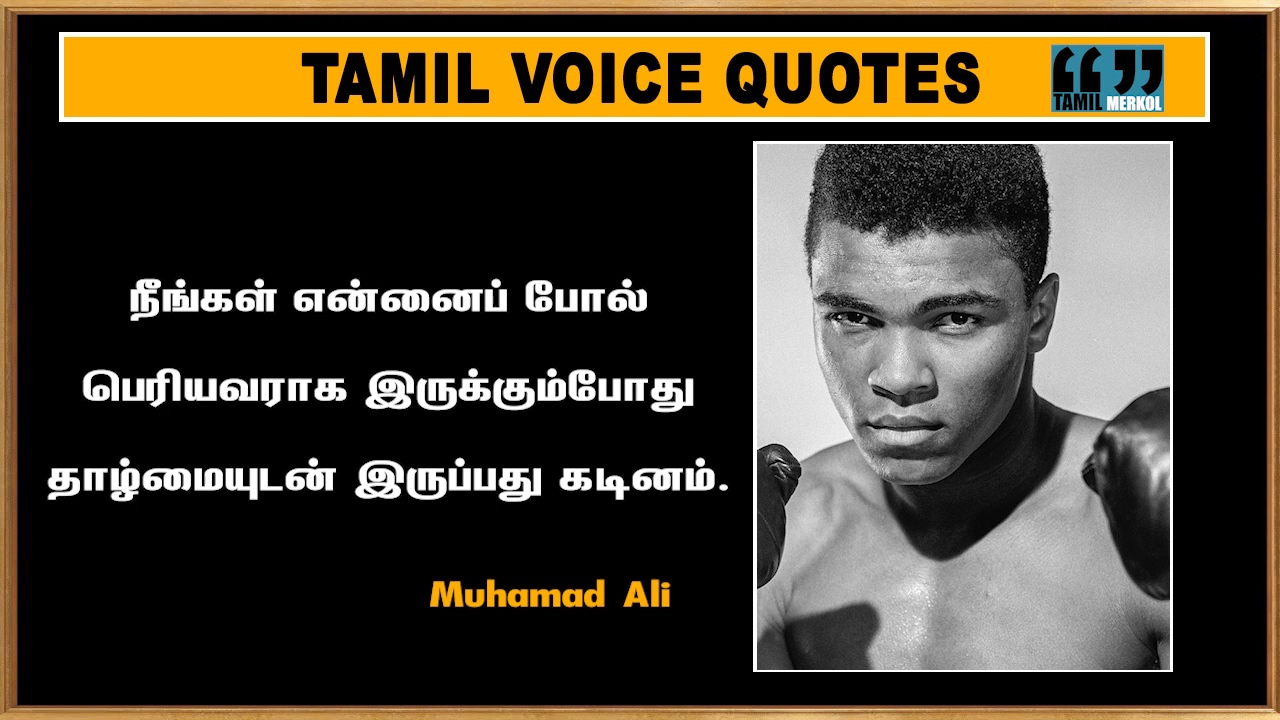 TAMIL VOICE QUOTES
TAMIL MERKOL
நீங்கள் என்னைப் போல்
பெரியவராக இருக்கும்போது
தாழ்மையுடன் இருப்பது கடினம்.
Muhamad Ali